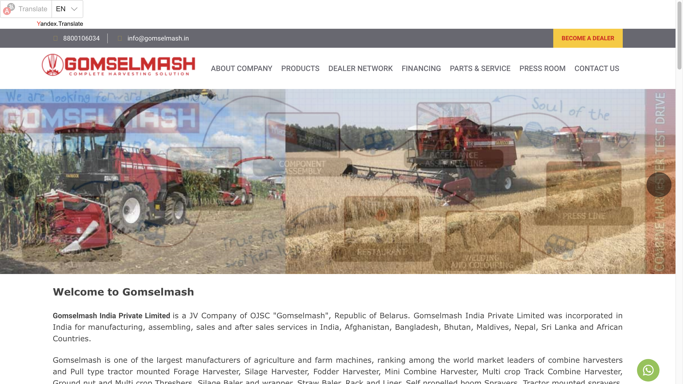 Translate EN
Yandex.Translate
8800106034 info@gomselmash.in
BECOME A DEALER
GOMSELMASH
COMPLETE HARVESTING SOLUTION
ABOUT COMPANY PRODUCTS DEALER NETWORK FINANCING PARTS & SERVICE PRESS ROOM CONTACT US
We are looking forward to seeing you
GOMSELMASH
Soul of the
COMPONENT
ASSEMBLY
PRESS LINE
RESTAURANT
COMBINE HARVESTER TEST DRIVE
Welcome to Gomselmash
Gomselmash India Private Limited is a JV Company of OJSC "Gomselmash", Republic of Belarus. Gomselmash India Private Limited was incorporated in
India for manufacturing, assembling, sales and after sales services in India, Afghanistan, Bangladesh, Bhutan, Maldives, Nepal, Sri Lanka and African
Countries.
Gomselmash is one of the largest manufacturers of agriculture and farm machines, ranking among the world market leaders of combine harvesters
and Pull type tractor mounted Forage Harvester, Silage Harvester, Fodder Harvester, Mini Combine Harvester, Multi crop Track Combine Harvester,
Ground nut and Multi crop Threshers, Silage Baler and wrapper, Straw Baler, Rack and Liner, Self propelled boom Sprayers, Tractor mounted sprayers,